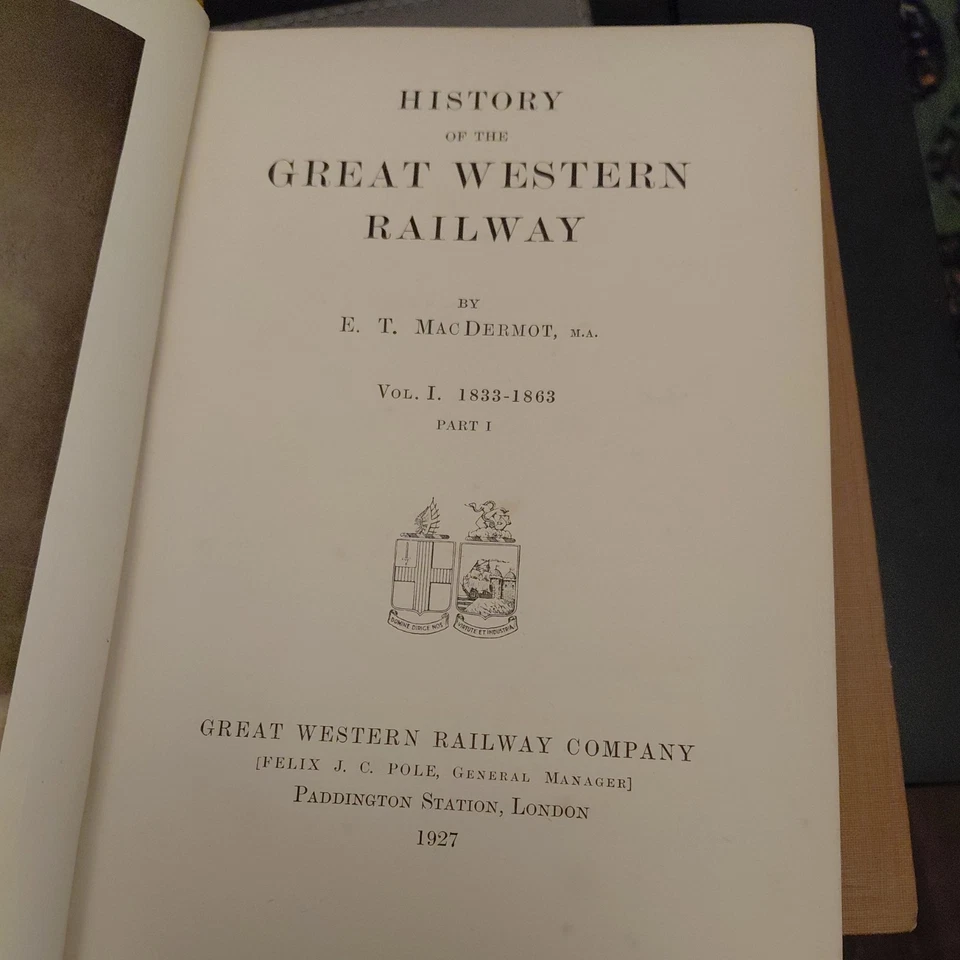 HISTORY
OF THE
GREAT WESTERN
RAILWAY
BY
E. T. MACDERMOT, M.A.
VOL. I. 1833-1863
PART I
DOMINE DIRIGE NOS
VIRTUTE ET INDUSTRIA
GREAT WESTERN RAILWAY COMPANY
[FELIX J. C. POLE, GENERAL MANAGER]
PADDINGTON STATION, LONDON
1927